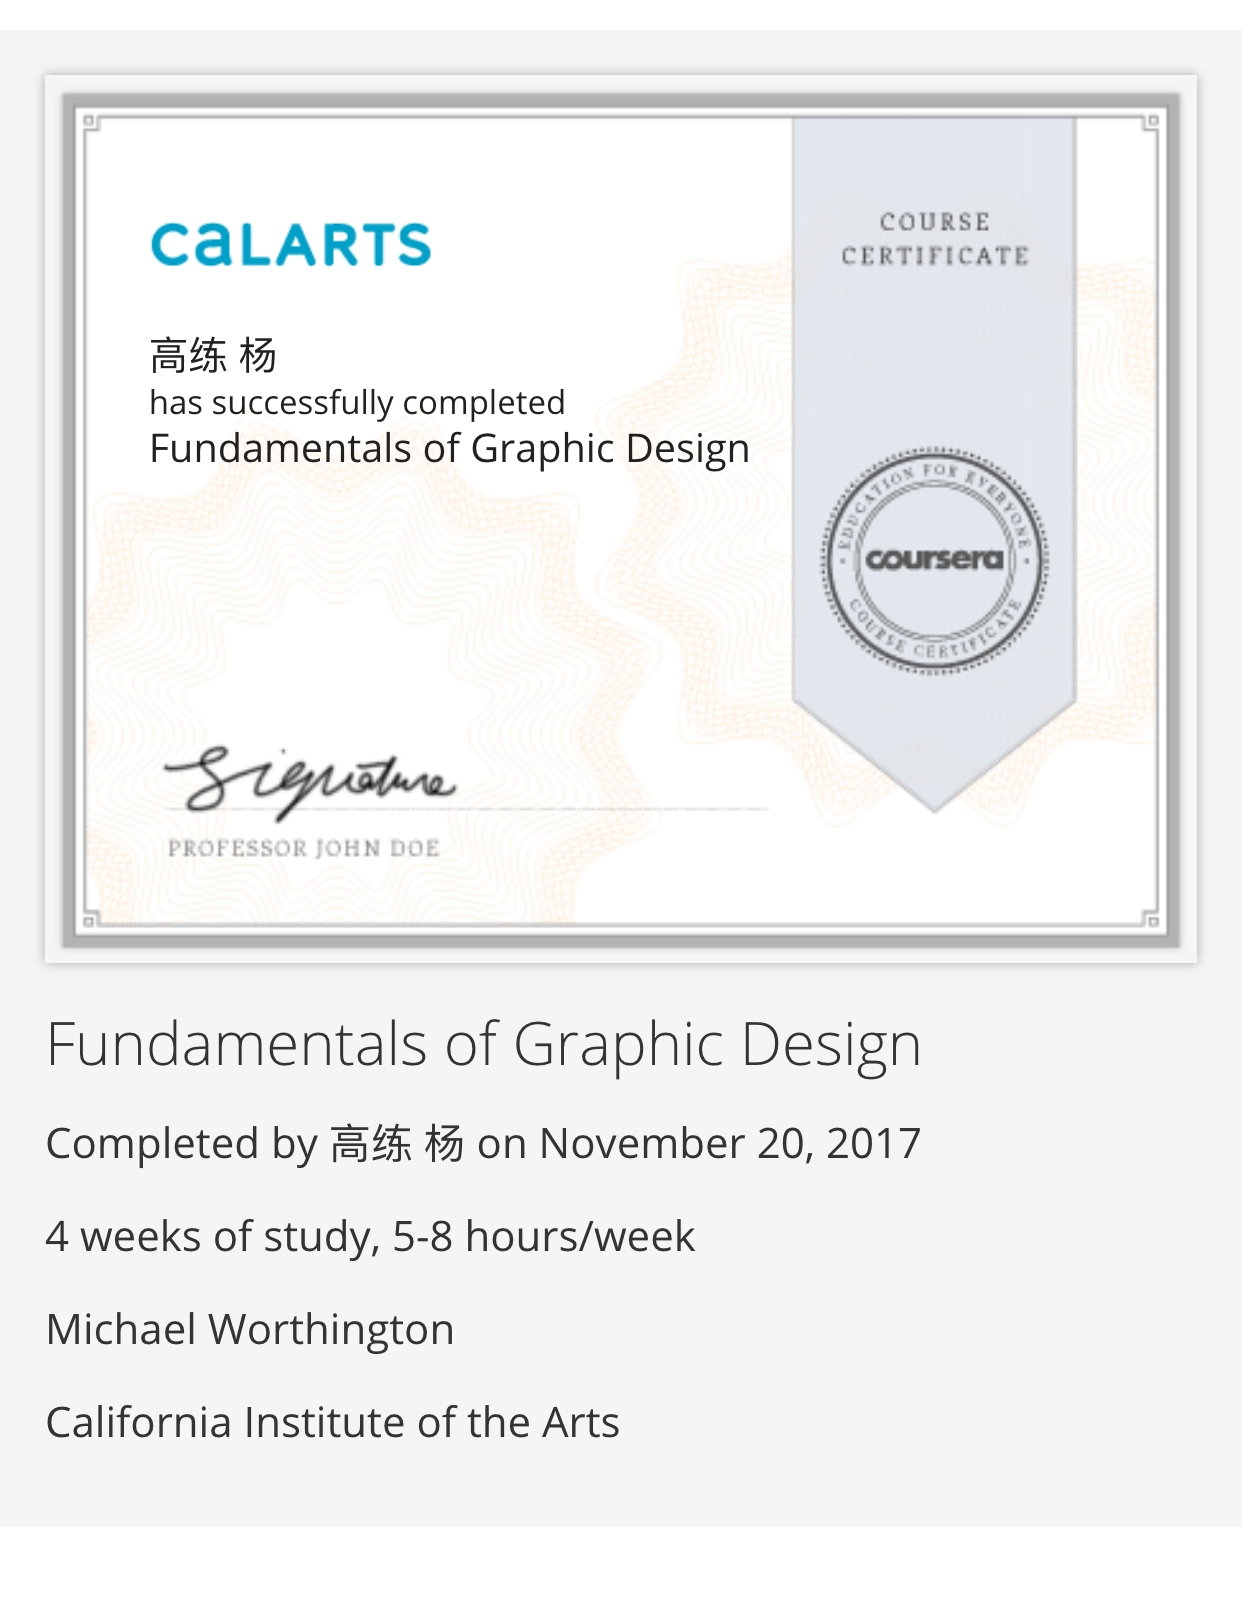 CALARTS
COURSE
CERTIFICATE
高练 杨
has successfully completed
Fundamentals of Graphic Design
EDUCATION FOR EVERYONE
coursera
COURSE CERTIFICATE
Signature
PROFESSOR JOHN DOE
Fundamentals of Graphic Design
Completed by 高练 杨 on November 20, 2017
4 weeks of study, 5-8 hours/week
Michael Worthington
California Institute of the Arts